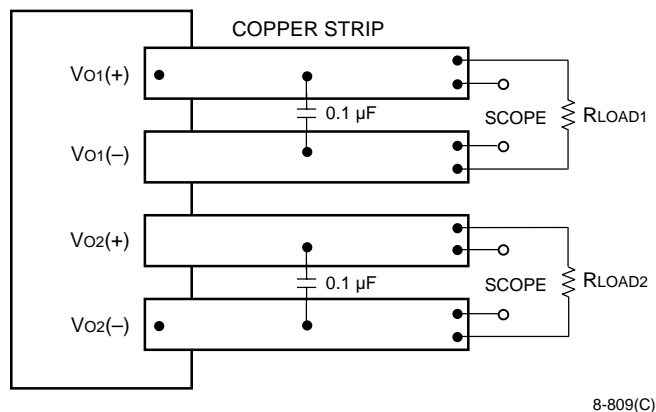 COPPER STRIP
VO1(+)
0.1 µF
SCOPE
RLOAD1
VO1(–)
VO2(+)
0.1 µF
SCOPE
RLOAD2
VO2(–)
8-809(C)